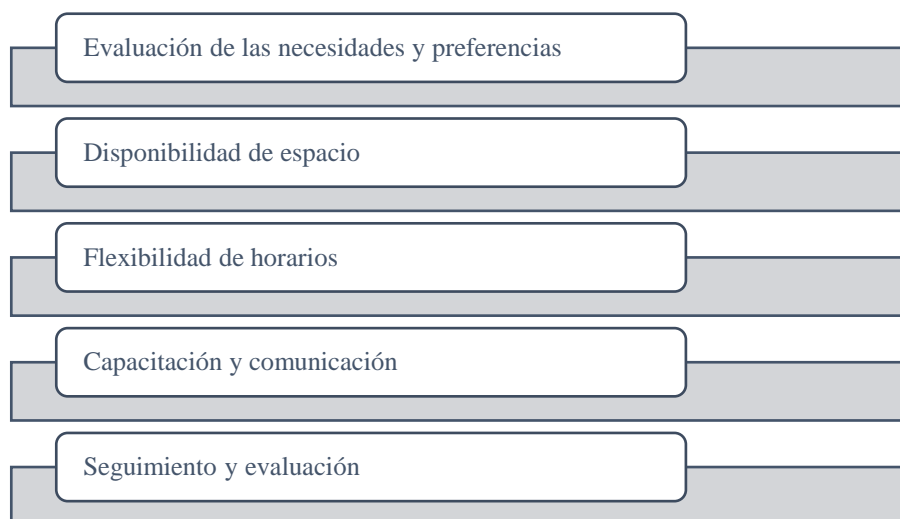 Evaluación de las necesidades y preferencias
Disponibilidad de espacio
Flexibilidad de horarios
Capacitación y comunicación
Seguimiento y evaluación